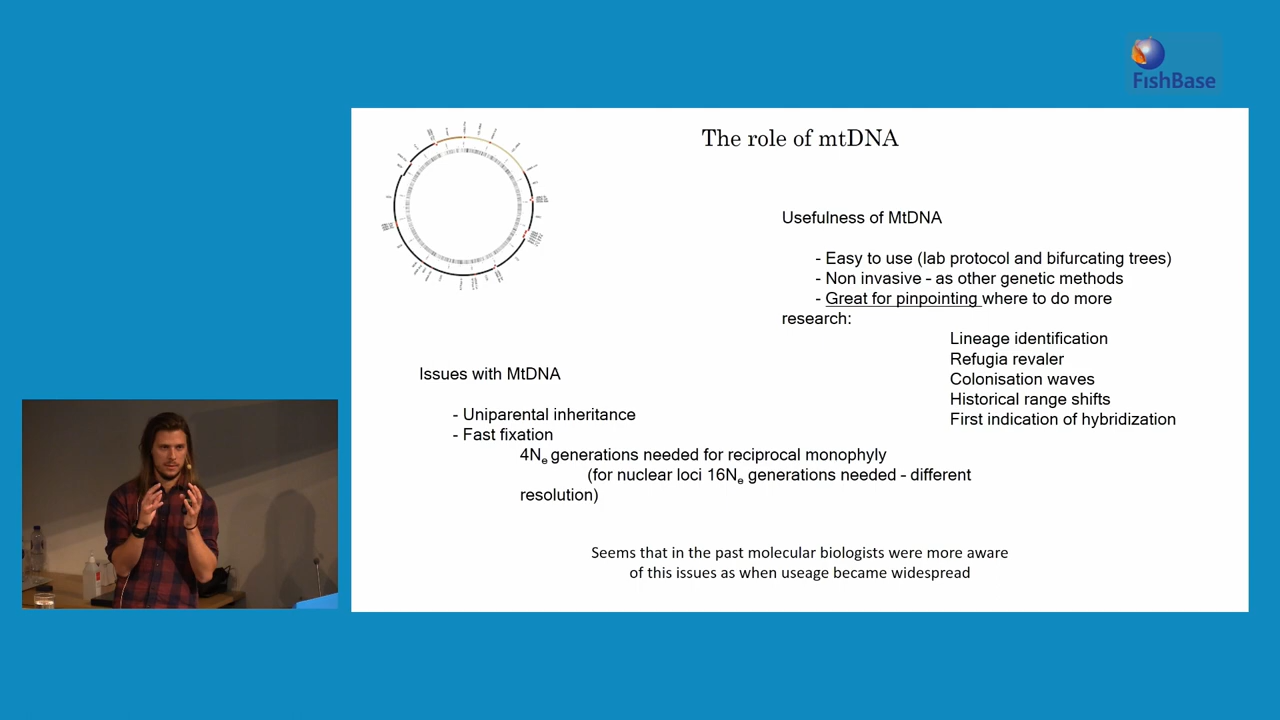 FishBase
The role of mtDNA
Usefulness of MtDNA
- Easy to use (lab protocol and bifurcating trees)
- Non invasive – as other genetic methods
- Great for pinpointing where to do more
research:
Lineage identification
Refugia revaler
Colonisation waves
Historical range shifts
First indication of hybridization
Issues with MtDNA
- Uniparental inheritance
- Fast fixation
4Ne generations needed for reciprocal monophyly
(for nuclear loci 16Ne generations needed – different
resolution)
Seems that in the past molecular biologists were more aware
of this issues as when useage became widespread